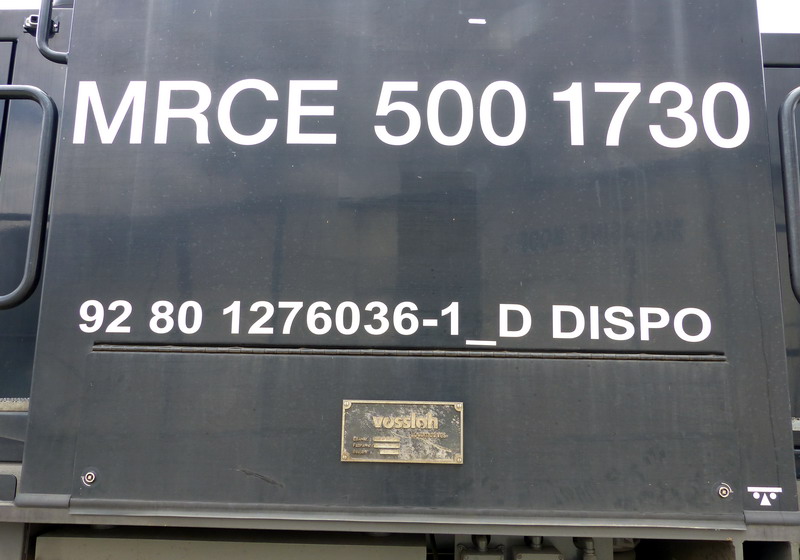 MRCE 500 1730
92 80 1276036-1_D DISPO
vossloh